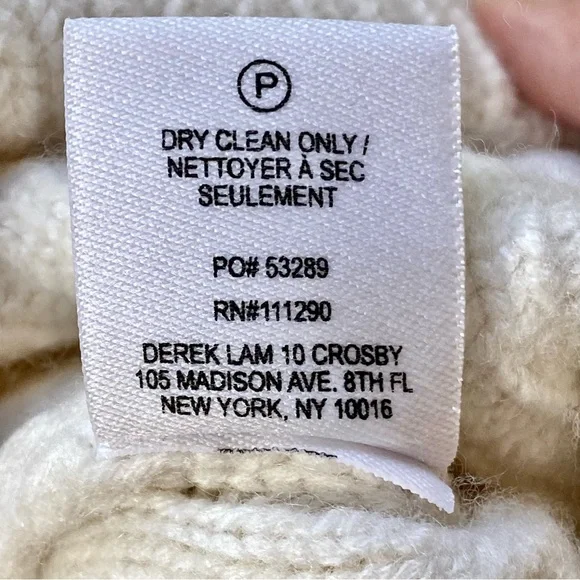 P
DRY CLEAN ONLY /
NETTOYER À SEC
SEULEMENT
PO# 53289
RN#111290
DEREK LAM 10 CROSBY
105 MADISON AVE. 8TH FL
NEW YORK, NY 10016